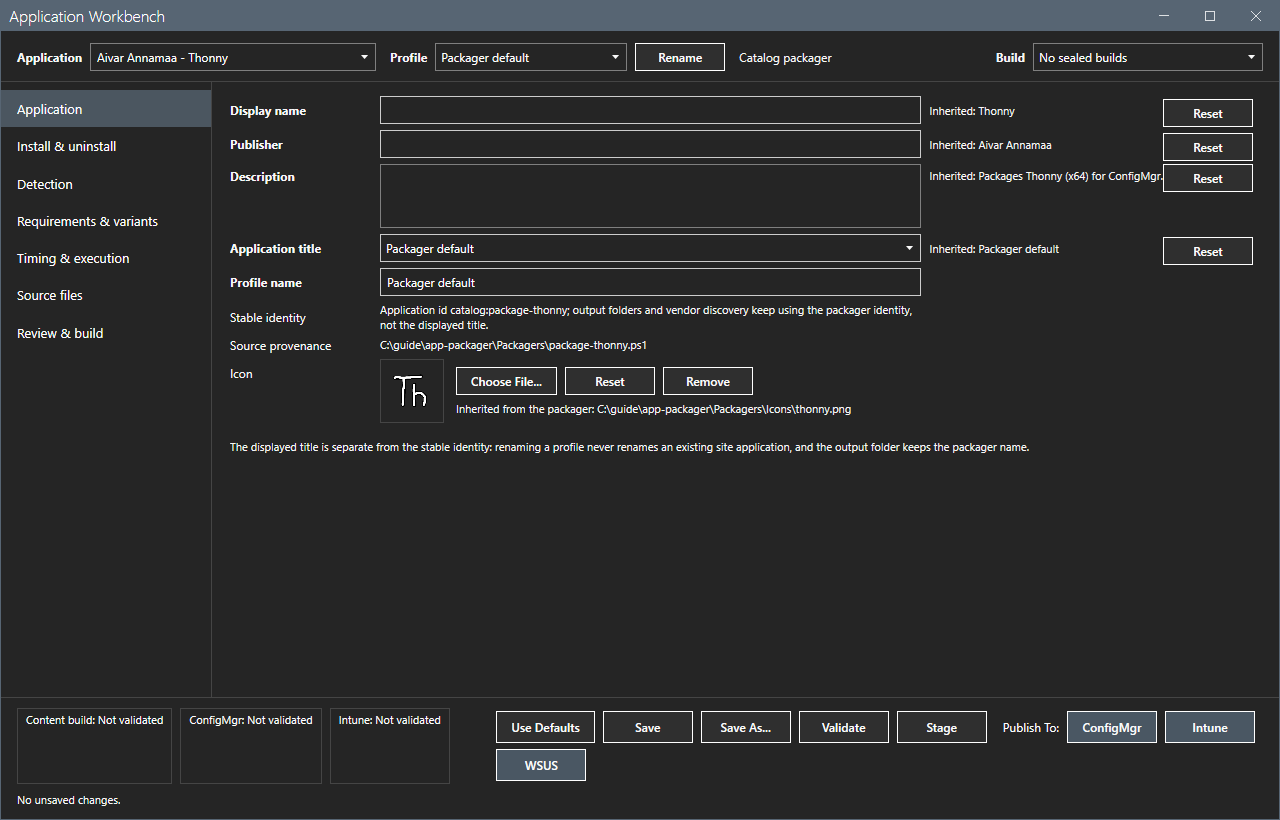 Application Workbench
Application
Aivar Annamaa - Thonny
Profile
Packager default
Rename
Catalog packager
Build
No sealed builds
Application
Install & uninstall
Detection
Requirements & variants
Timing & execution
Source files
Review & build
Display name
Inherited: Thonny
Reset
Publisher
Inherited: Aivar Annamaa
Reset
Description
Inherited: Packages Thonny (x64) for ConfigMgr.
Reset
Application title
Packager default
Inherited: Packager default
Reset
Profile name
Packager default
Stable identity
Application id catalog:package-thonny; output folders and vendor discovery keep using the packager identity,
not the displayed title.
Source provenance
C:\guide\app-packager\Packagers\package-thonny.ps1
Icon
Th
Choose File...
Reset
Remove
Inherited from the packager: C:\guide\app-packager\Packagers\Icons\thonny.png
The displayed title is separate from the stable identity: renaming a profile never renames an existing site application, and the output folder keeps the packager name.
Content build: Not validated
ConfigMgr: Not validated
Intune: Not validated
Use Defaults
Save
Save As...
Validate
Stage
Publish To:
ConfigMgr
Intune
WSUS
No unsaved changes.